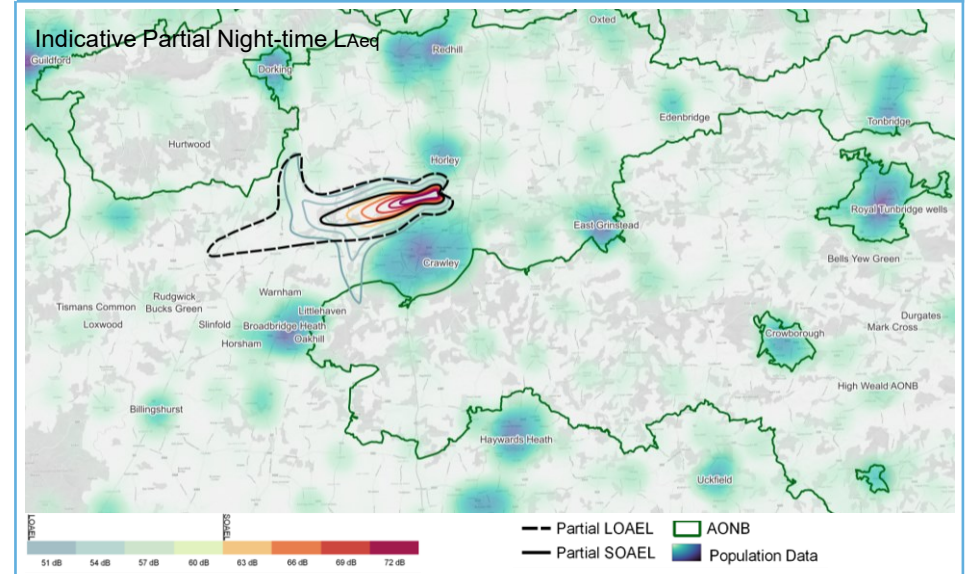 Indicative Partial Night-time LAeq
Oxted
Redhill
Guildford
Dorking
Edenbridge
Tonbridge
Hurtwood
Horley
Royal Tunbridge wells
East Grinstead
Crawley
Bells Yew Green
Warnham
Rudgwick
Tismans Common
Bucks Green
Littlehaven
Durgates
Loxwood
Slinfold
Broadbridge Heath
Mark Cross
Crowborough
Horsham
Oakhill
High Weald AONB
Billingshurst
Haywards Heath
Uckfield
LOAEL
SOAEL
Partial LOAEL
AONB
Partial SOAEL
Population Data
51 dB
54 dB
57 dB
60 dB
63 dB
66 dB
69 dB
72 dB